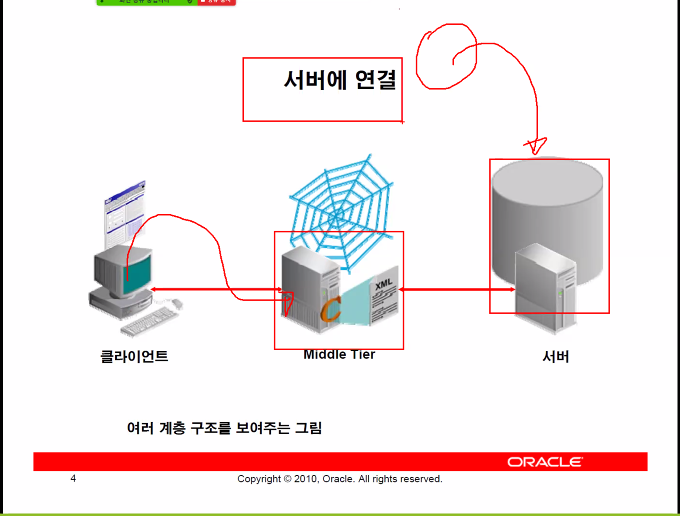 서버에 연결
XML
C
클라이언트
Middle Tier
서버
여러 계층 구조를 보여주는 그림
ORACLE
4
Copyright © 2010, Oracle. All rights reserved.